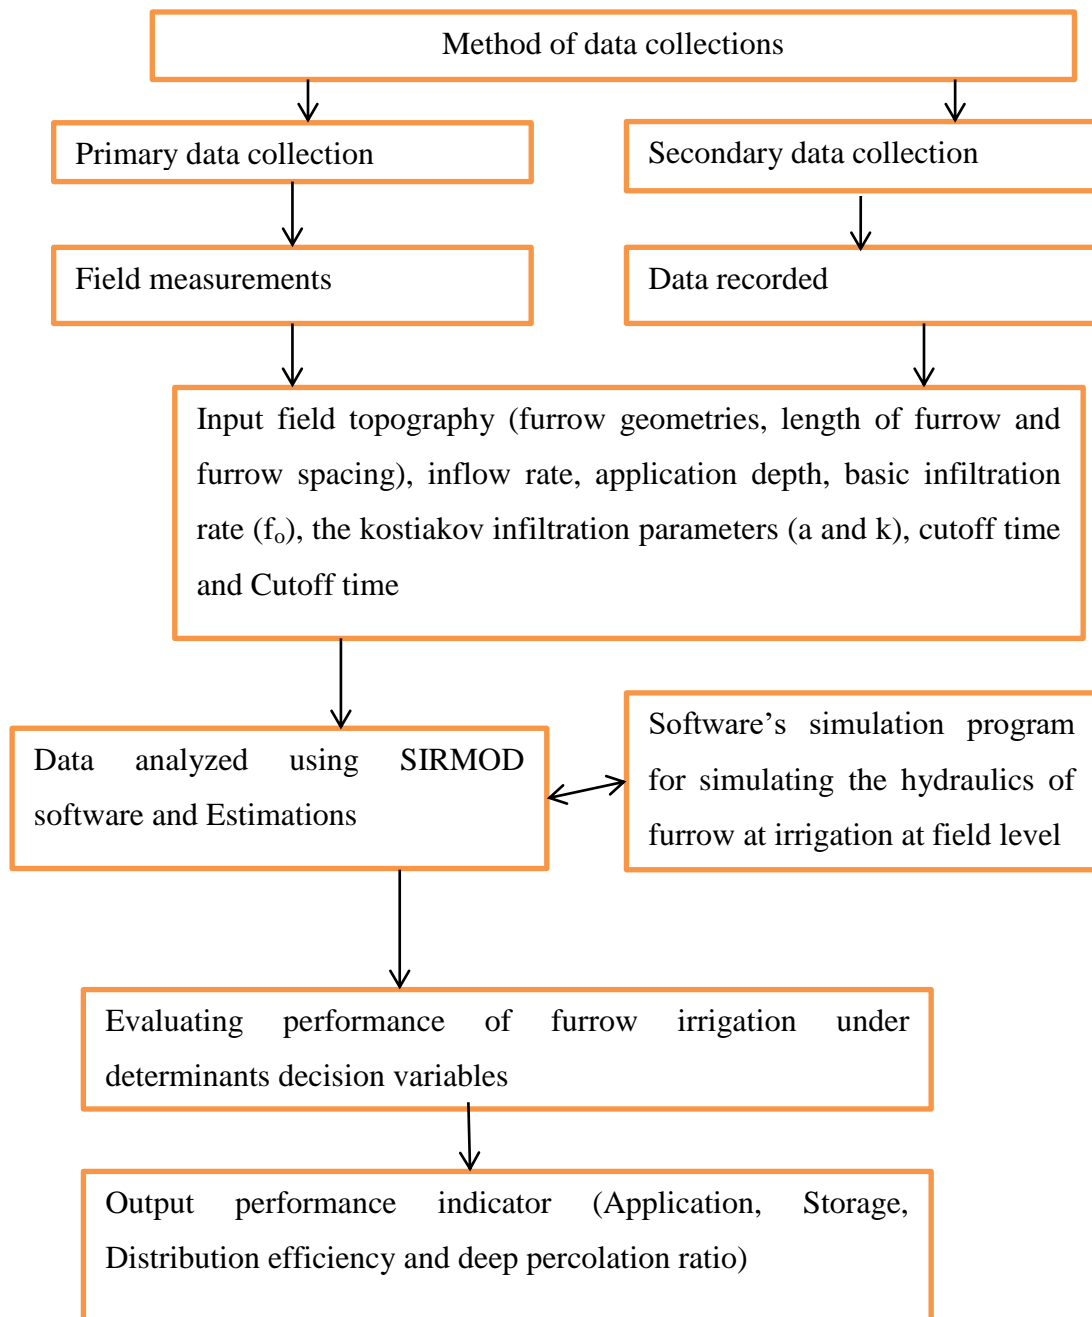 Method of data collections
Primary data collection
Secondary data collection
Field measurements
Data recorded
Input field topography (furrow geometries, length of furrow and
furrow spacing), inflow rate, application depth, basic infiltration
rate (fₒ), the kostiakov infiltration parameters (a and k), cutoff time
and Cutoff time
Data analyzed using SIRMOD
software and Estimations
Software’s simulation program
for simulating the hydraulics of
furrow at irrigation at field level
Evaluating performance of furrow irrigation under
determinants decision variables
Output performance indicator (Application, Storage,
Distribution efficiency and deep percolation ratio)